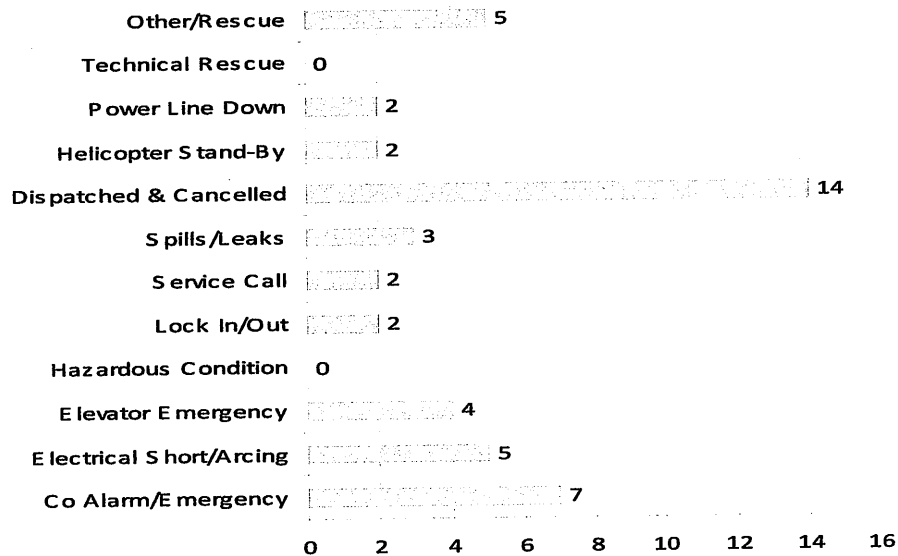 Other/Rescue 5
Technical Rescue 0
Power Line Down 2
Helicopter Stand-By 2
Dispatched & Cancelled 14
Spills/Leaks 3
Service Call 2
Lock In/Out 2
Hazardous Condition 0
Elevator Emergency 4
Electrical Short/Arcing 5
Co Alarm/Emergency 7
0 2 4 6 8 10 12 14 16